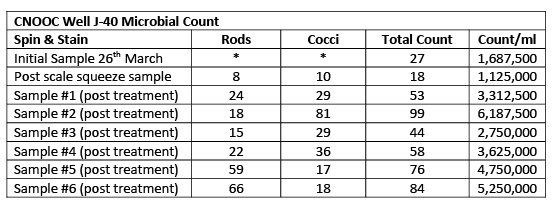 CNOOC Well J-40 Microbial Count
Spin & Stain Rods Cocci Total Count Count/ml
Initial Sample 26th March * * 27 1,687,500
Post scale squeeze sample 8 10 18 1,125,000
Sample #1 (post treatment) 24 29 53 3,312,500
Sample #2 (post treatment) 18 81 99 6,187,500
Sample #3 (post treatment) 15 29 44 2,750,000
Sample #4 (post treatment) 22 36 58 3,625,000
Sample #5 (post treatment) 59 17 76 4,750,000
Sample #6 (post treatment) 66 18 84 5,250,000